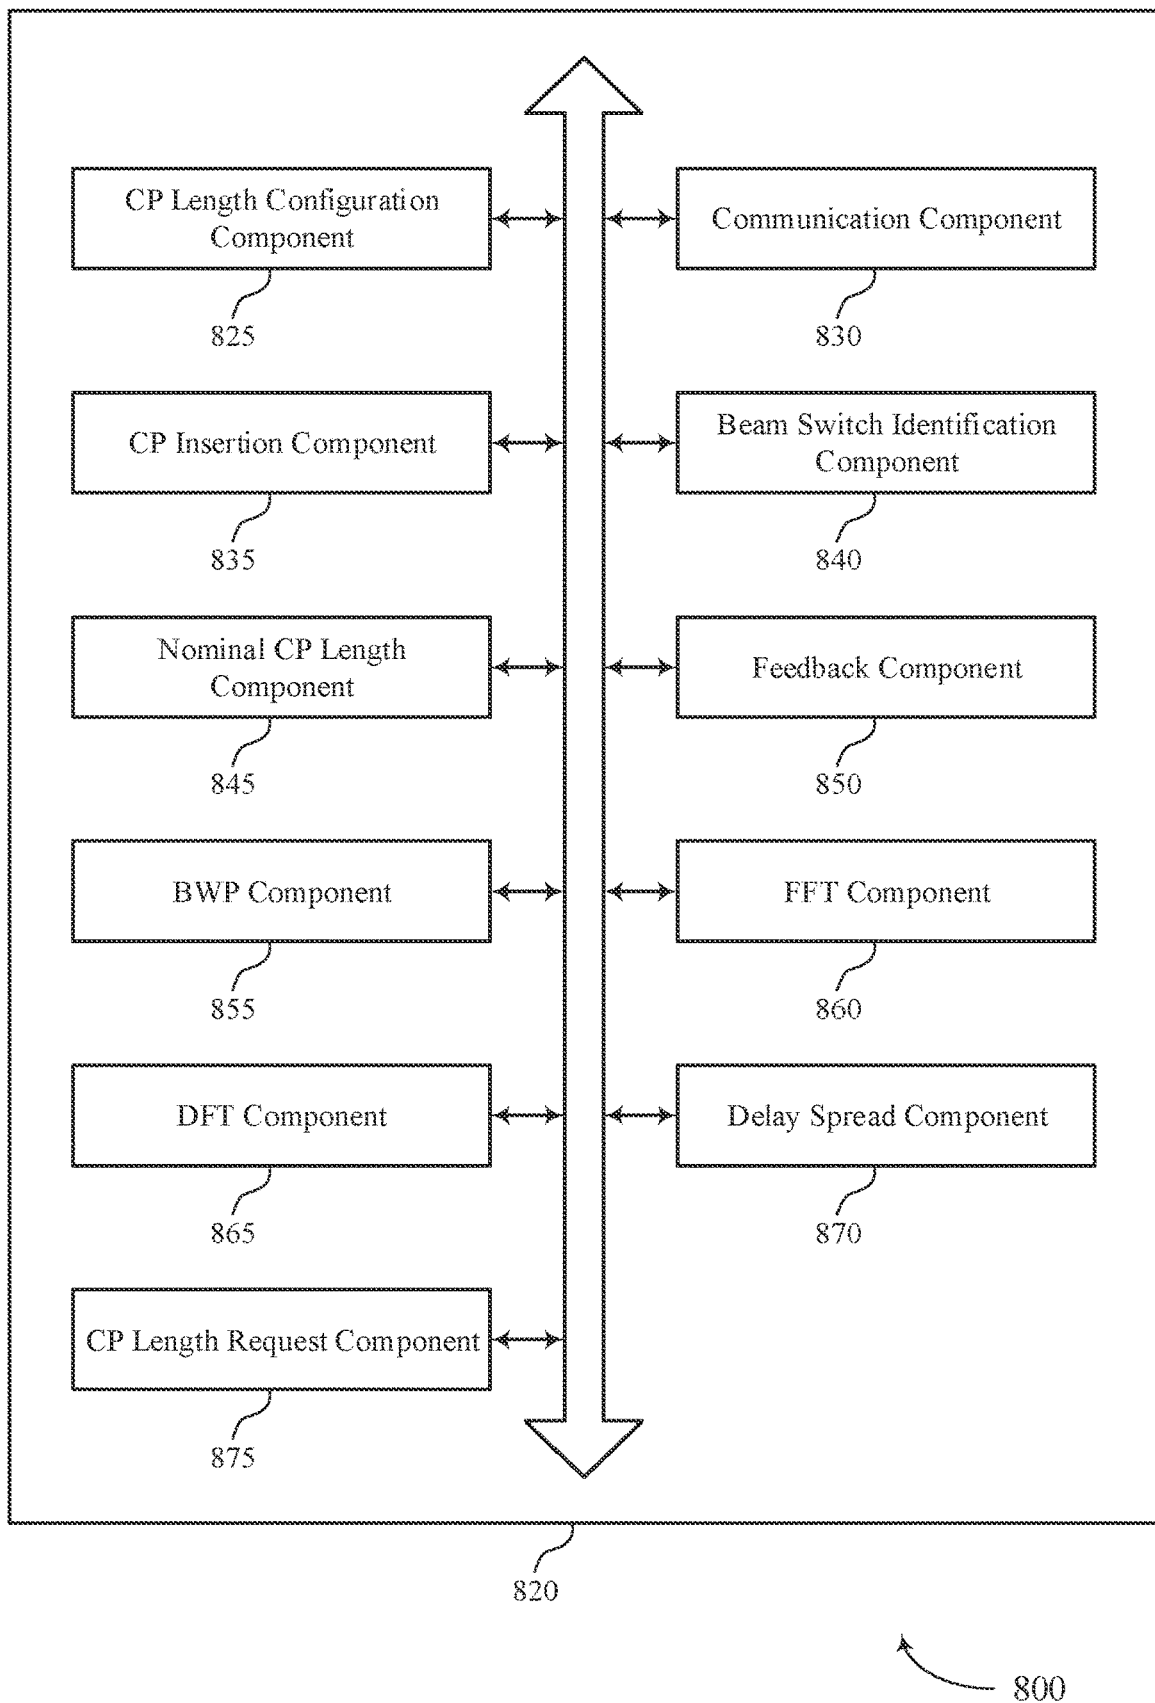 CP Length Configuration
Component
825
Communication Component
830
CP Insertion Component
835
Beam Switch Identification
Component
840
Nominal CP Length
Component
845
Feedback Component
850
BWP Component
855
FFT Component
860
DFT Component
865
Delay Spread Component
870
CP Length Request Component
875
820
800